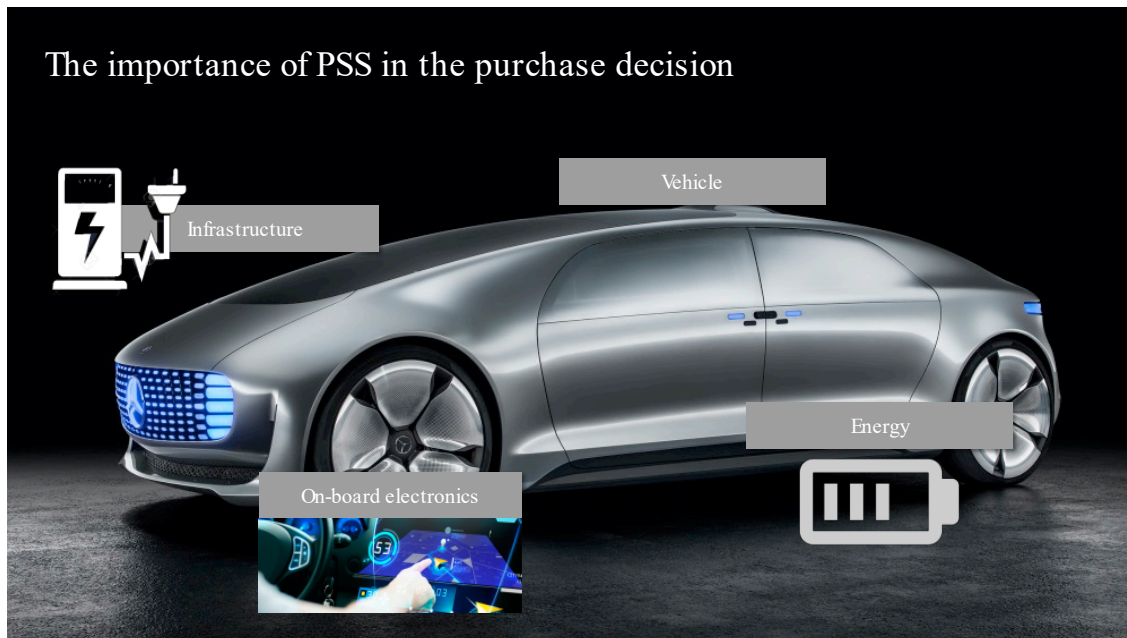 The importance of PSS in the purchase decision
Vehicle
Infrastructure
Energy
On-board electronics
53